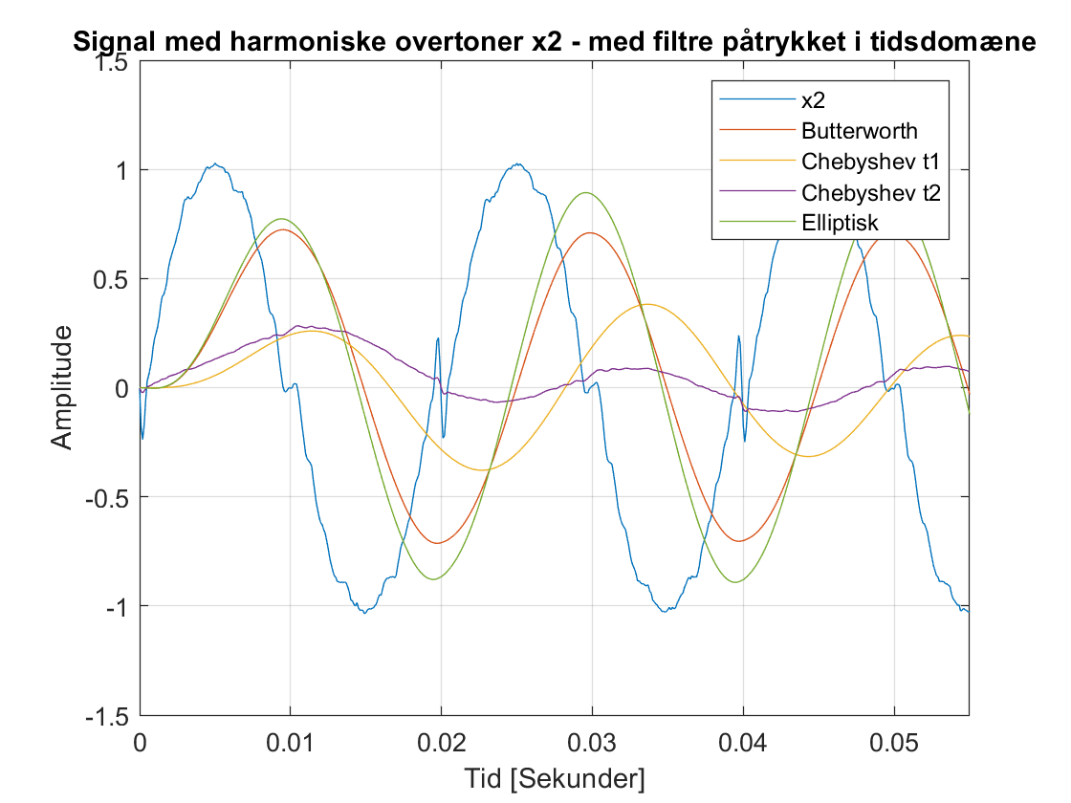 Signal med harmoniske overtoner x2 - med filtre påtrykket i tidsdomæne
1.5
1
0.5
0
-0.5
-1
-1.5
Amplitude
x2
Butterworth
Chebyshev t1
Chebyshev t2
Elliptisk
0
0.01
0.02
0.03
0.04
0.05
Tid [Sekunder]